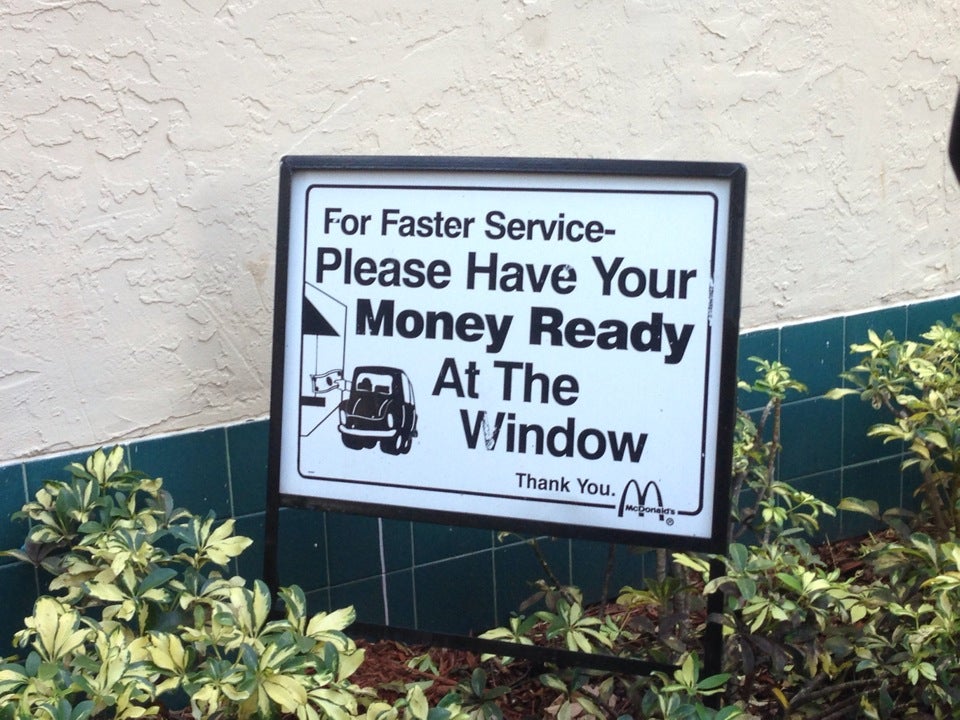 For Faster Service-
Please Have Your
Money Ready
At The
Window
Thank You.
McDonald's
®